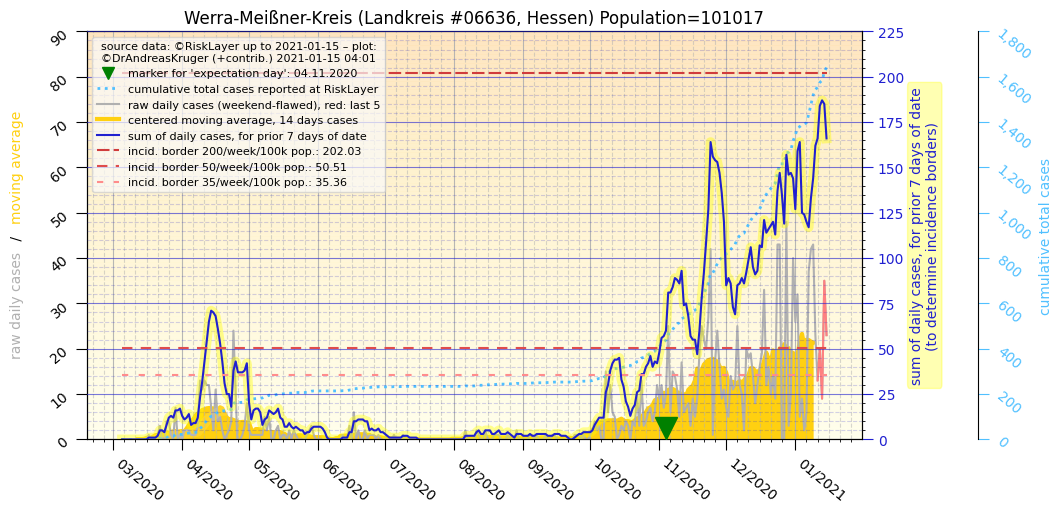 Werra-Meißner-Kreis (Landkreis #06636, Hessen) Population=101017
source data: ©RiskLayer up to 2021-01-15 – plot:
©DrAndreasKruger (+contrib.) 2021-01-15 04:01
marker for 'expectation day': 04.11.2020
cumulative total cases reported at RiskLayer
raw daily cases (weekend-flawed), red: last 5
centered moving average, 14 days cases
sum of daily cases, for prior 7 days of date
incid. border 200/week/100k pop.: 202.03
incid. border 50/week/100k pop.: 50.51
incid. border 35/week/100k pop.: 35.36
raw daily cases / moving average
90
80
70
60
50
40
30
20
10
0
03/2020
04/2020
05/2020
06/2020
07/2020
08/2020
09/2020
10/2020
11/2020
12/2020
01/2021
225
200
175
150
125
100
75
50
25
0
sum of daily cases, for prior 7 days of date
(to determine incidence borders)
1,800
1,600
1,400
1,200
1,000
800
600
400
200
0
cumulative total cases